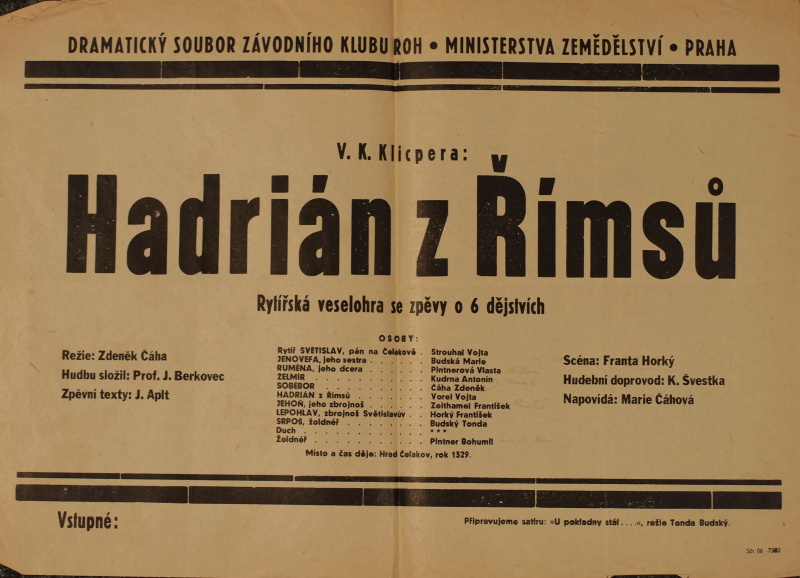 DRAMATICKÝ SOUBOR ZÁVODNÍHO KLUBU ROH • MINISTERSTVA ZEMĚDĚLSTVÍ • PRAHA
V. K. Klicpera:
Hadrián z Římsů
Rytířská veselohra se zpěvy o 6 dějstvích
Režie: Zdeněk Čáha
Hudbu složil: Prof. J. Berkovec
Zpěvní texty: J. Aplt
OSOBY:
Rytíř SVĚTISLAV, pán na Čelakově . Strouhal Vojta
JENOVEFA, jeho sestra . . . . . . Budská Marie
RUMĚNA, jeho dcera . . . . . . Pintnerová Vlasta
ŽELMÍR . . . . . . . . . . . Kudrna Antonín
SOBĚBOR . . . . . . . . . . Čáha Zdeněk
HADRIÁN z Římsů . . . . . . . Vorel Vojta
JEHOŇ, jeho zbrojnoš . . . . . . Zeithamel František
LEPOHLAV, zbrojnoš Světislavův . . Horký František
SRPOŠ, žoldnéř . . . . . . . . Budský Tonda
Duch . . . . . . . . . . . . ***
Žoldnéř . . . . . . . . . . . Pintner Bohumil
Místo a čas děje: Hrad Čelakov, rok 1329.
Scéna: Franta Horký
Hudební doprovod: K. Švestka
Napovídá: Marie Čáhová
Vstupné:
Připravujeme satiru: »U pokladny stál . . . .«, režie Tonda Budský.